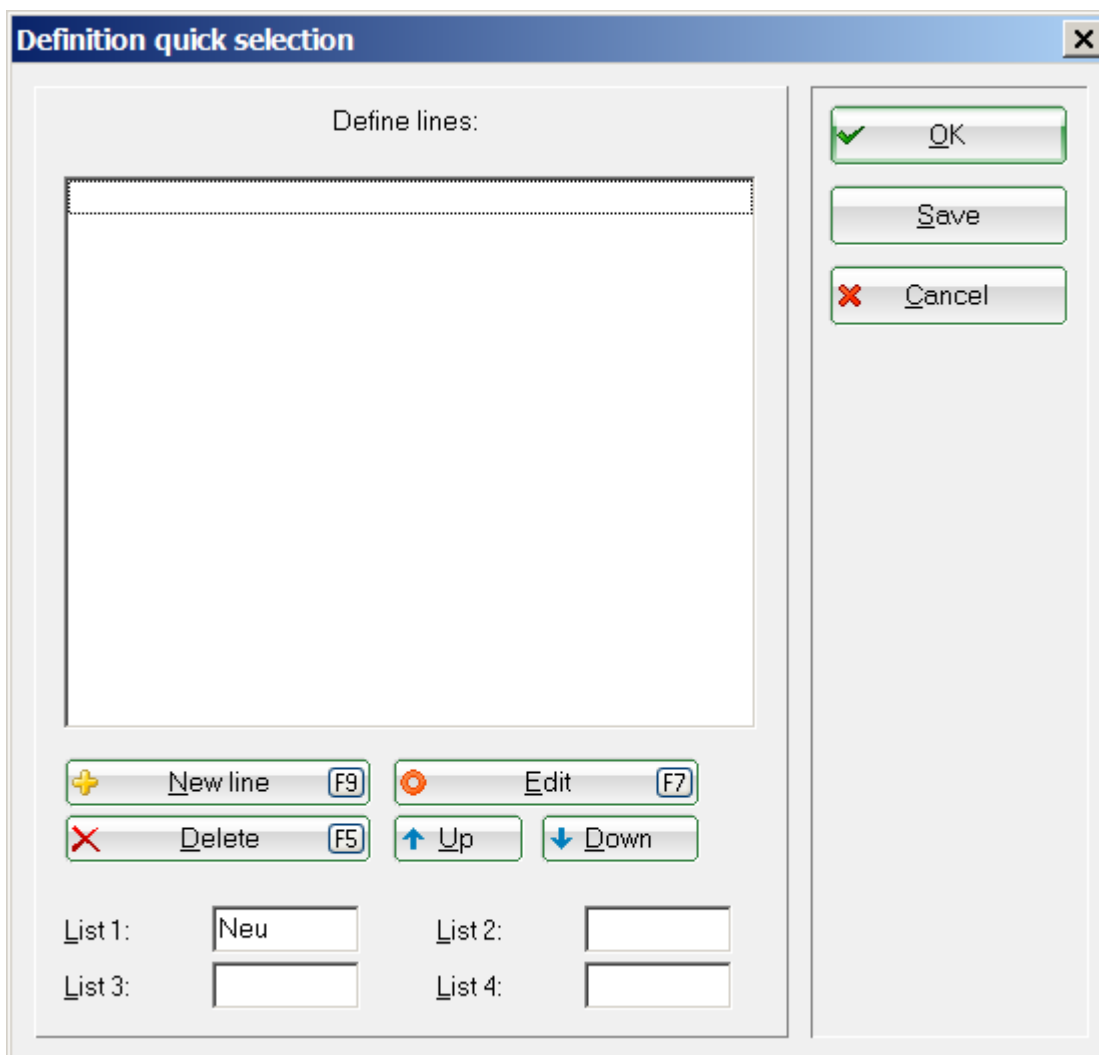 Definition quick selection
Define lines:
OK
Save
Cancel
New line F9
Edit F7
Delete F5
Up
Down
List 1: Neu
List 2:
List 3:
List 4: